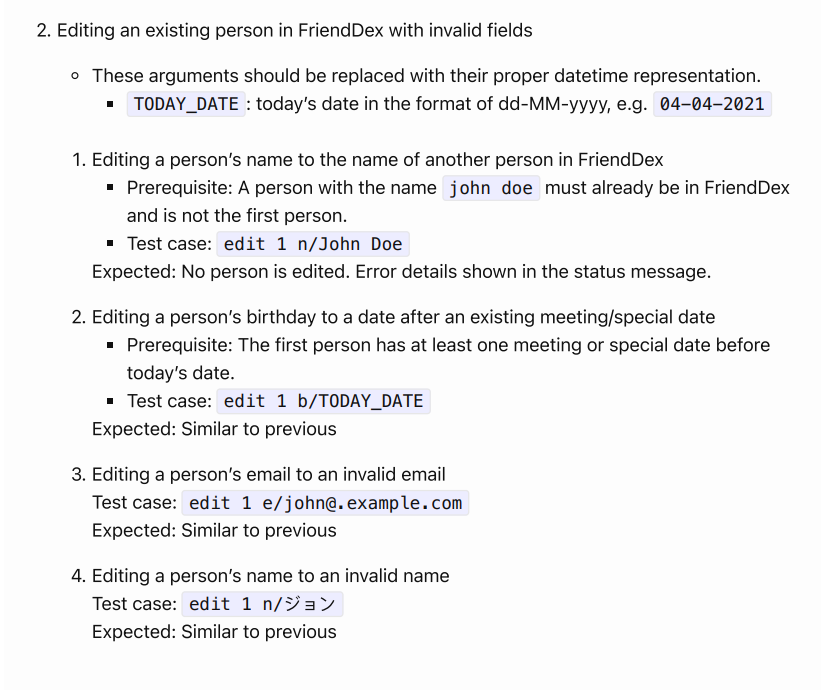 2. Editing an existing person in FriendDex with invalid fields
These arguments should be replaced with their proper datetime representation.
TODAY_DATE : today’s date in the format of dd-MM-yyyy, e.g. 04-04-2021
1. Editing a person’s name to the name of another person in FriendDex
Prerequisite: A person with the name john doe must already be in FriendDex
and is not the first person.
Test case: edit 1 n/John Doe
Expected: No person is edited. Error details shown in the status message.
2. Editing a person’s birthday to a date after an existing meeting/special date
Prerequisite: The first person has at least one meeting or special date before
today’s date.
Test case: edit 1 b/TODAY_DATE
Expected: Similar to previous
3. Editing a person’s email to an invalid email
Test case: edit 1 e/john@.example.com
Expected: Similar to previous
4. Editing a person’s name to an invalid name
Test case: edit 1 n/ジョン
Expected: Similar to previous